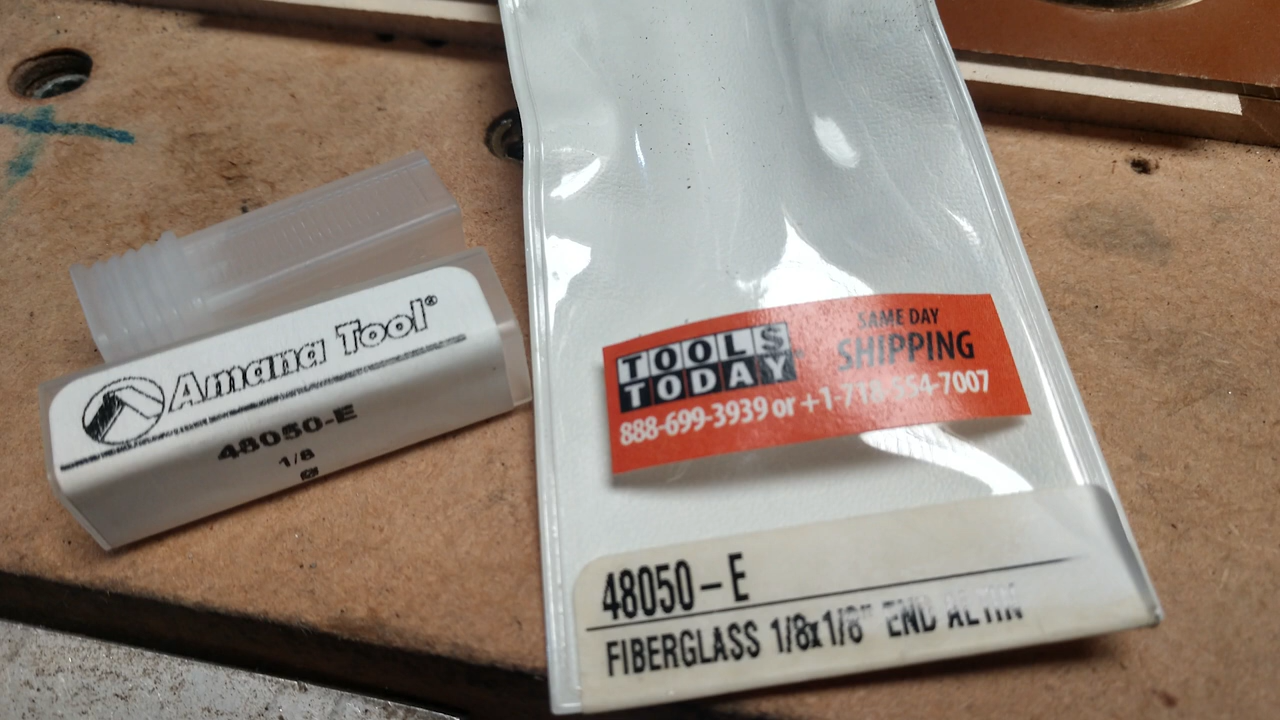 Amana Tool®
48050-E
1/8
Ø
TOOLS
TODAY
SAME DAY
SHIPPING
888-699-3939 or +1-718-554-7007
48050-E
FIBERGLASS 1/8x1/8" END ALTIN